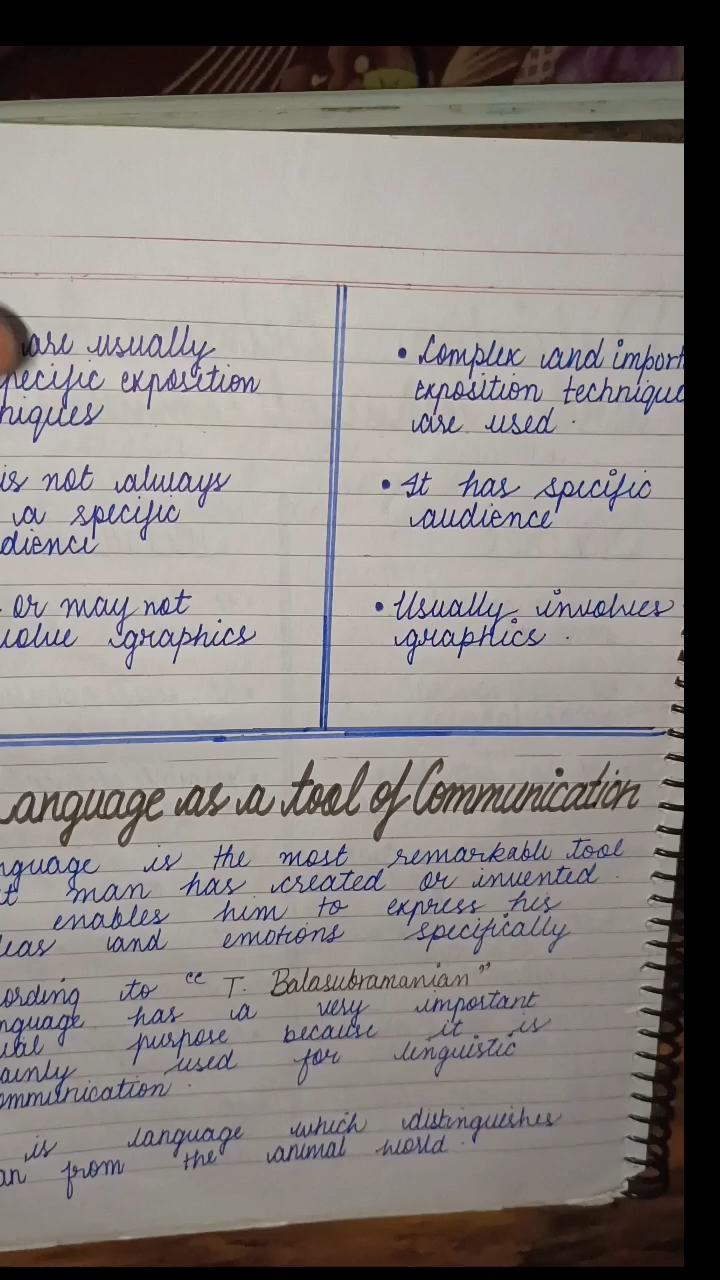 are usually
pecific exposition
niques
is not always
a specific
dience
or may not
volve graphics
• Complex and import
exposition technique
are used.
• It has specific
audience
• Usually involves
graphics.
Language as a tool of Communication
nguage is the most remarkable tool
t man has created or invented.
enables him to express his
eas and emotions specifically
ording to "T. Balasubramanian"
nguage has a very important
ual purpose because it is
ainly used for linguistic
ommunication.
is language which distinguishes
an from the animal world.